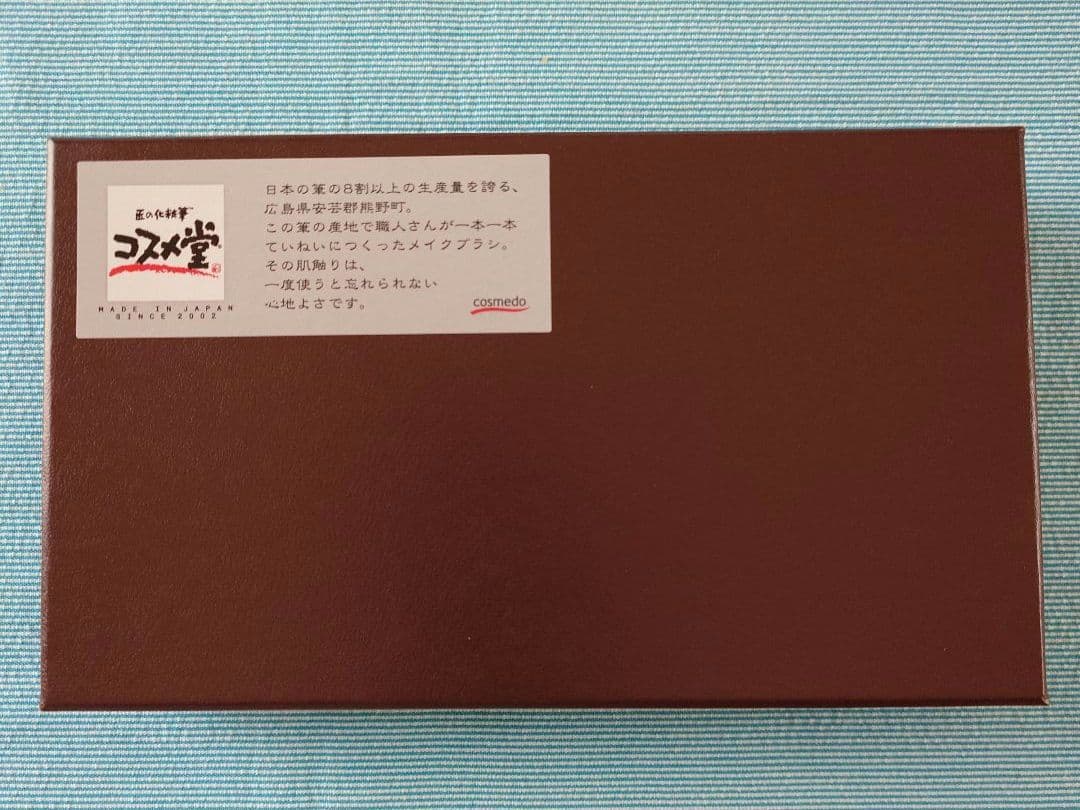 匠の化粧筆
コスメ堂
MADE IN JAPAN
SINCE 2002
日本の筆の8割以上の生産量を誇る、
広島県安芸郡熊野町。
この筆の産地で職人さんが一本一本
ていねいにつくったメイクブラシ。
その肌触りは、
一度使うと忘れられない
心地よさです。
cosmedo